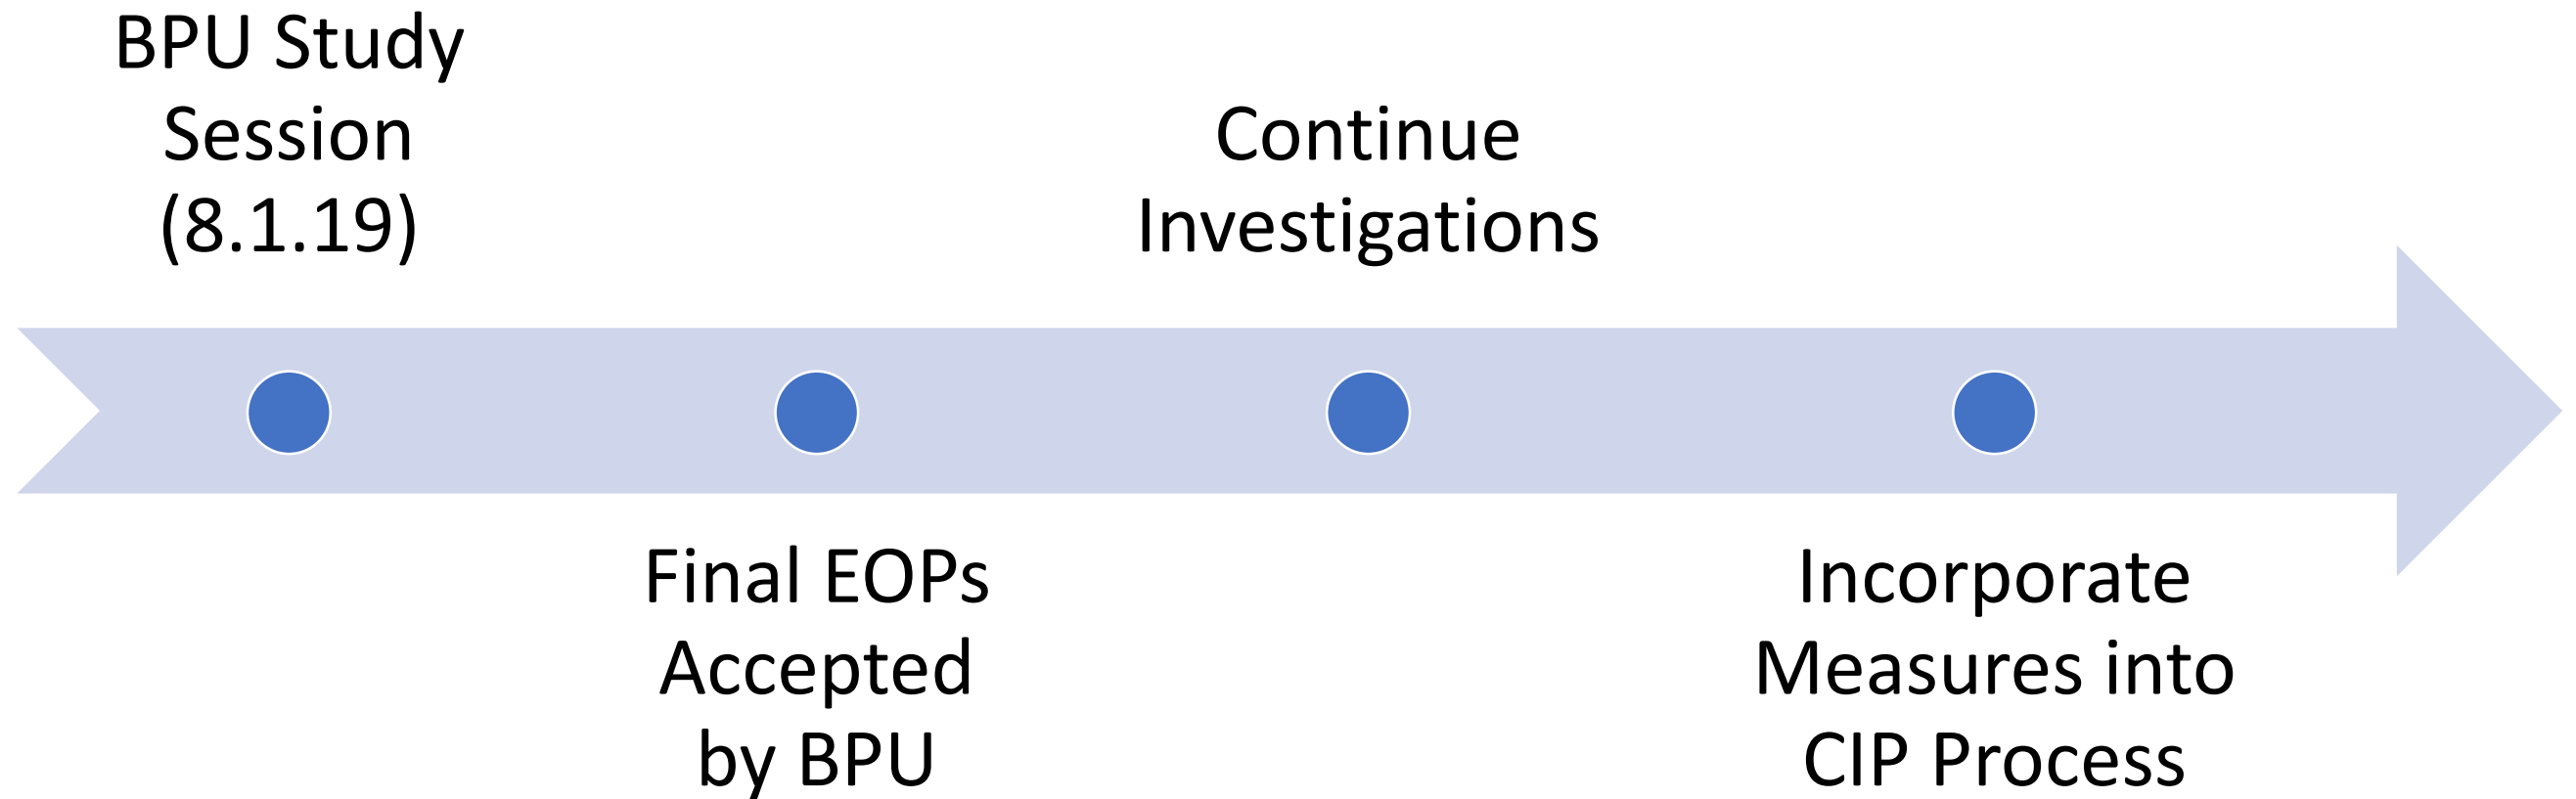 BPU Study
Session
(8.1.19)
Final EOPs
Accepted
by BPU
Continue
Investigations
Incorporate
Measures into
CIP Process